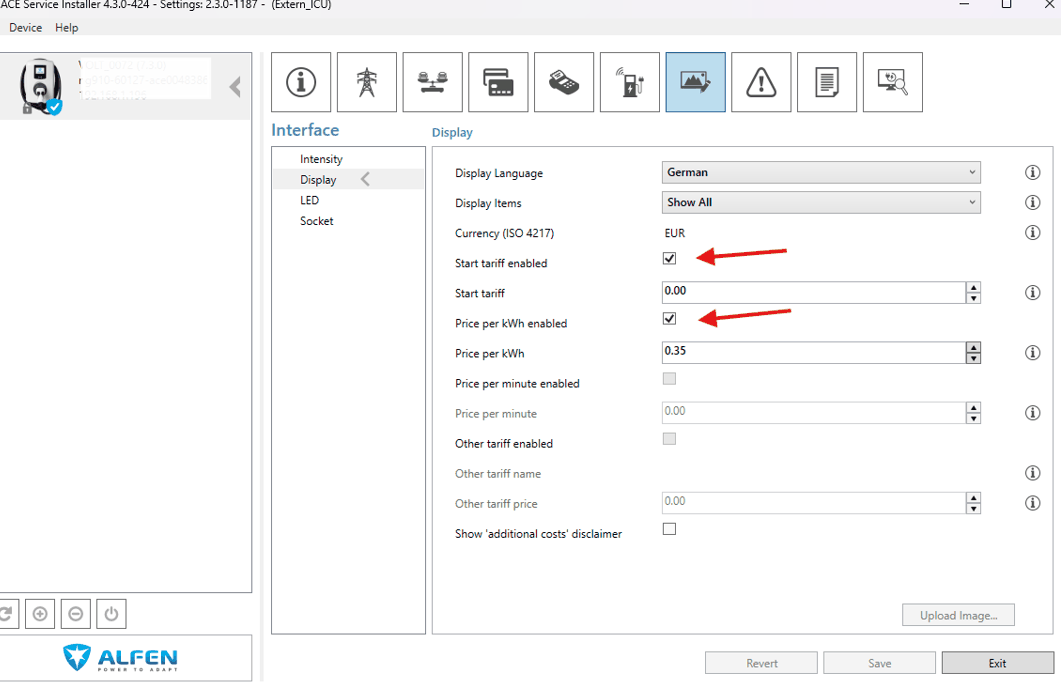 ACE Service Installer 4.3.0-424 - Settings: 2.3.0-1187 - (Extern_ICU)
Device Help
Interface
Display
Intensity
Display
LED
Socket
Display Language German
Display Items Show All
Currency (ISO 4217) EUR
Start tariff enabled
Start tariff 0.00
Price per kWh enabled
Price per kWh 0.35
Price per minute enabled
Price per minute 0.00
Other tariff enabled
Other tariff name
Other tariff price 0.00
Show 'additional costs' disclaimer
Upload Image...
ALFEN
POWER TO ADAPT
Revert Save Exit